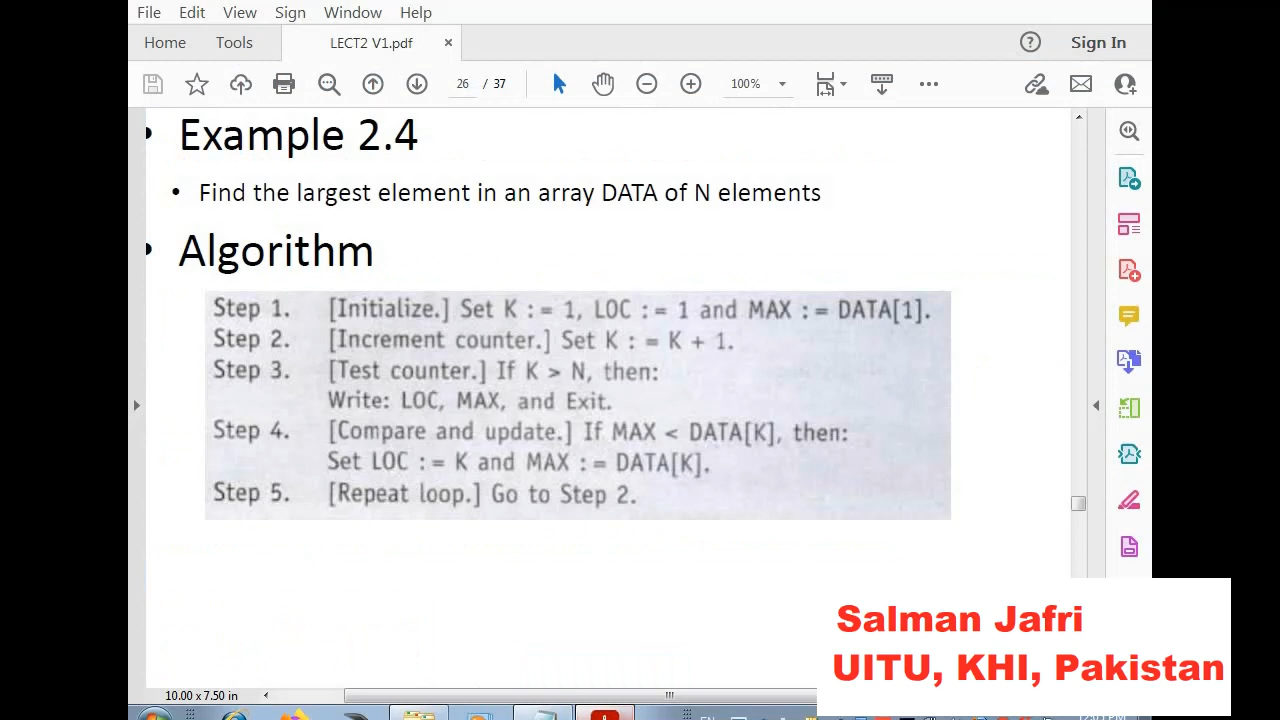 File Edit View Sign Window Help
Home Tools LECT2 V1.pdf × Sign In
26 / 37 100%
• Example 2.4
• Find the largest element in an array DATA of N elements
• Algorithm
Step 1. [Initialize.] Set K := 1, LOC := 1 and MAX := DATA[1].
Step 2. [Increment counter.] Set K := K + 1.
Step 3. [Test counter.] If K > N, then:
Write: LOC, MAX, and Exit.
Step 4. [Compare and update.] If MAX < DATA[K], then:
Set LOC := K and MAX := DATA[K].
Step 5. [Repeat loop.] Go to Step 2.
Salman Jafri
UITU, KHI, Pakistan
10.00 x 7.50 in